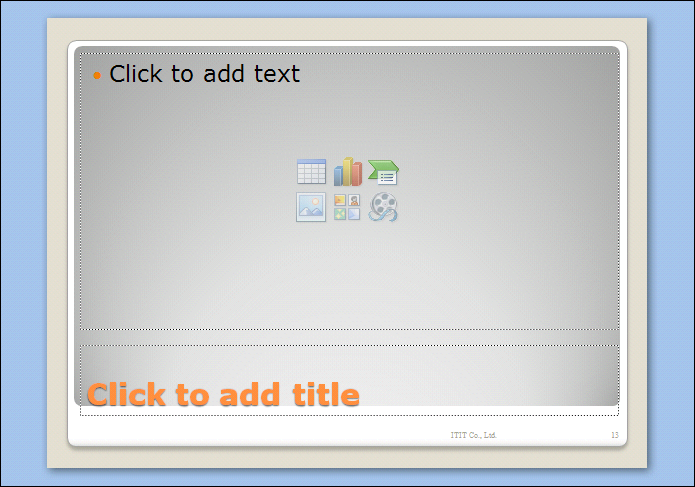 Click to add text
Click to add title
ITIT Co., Ltd. 13